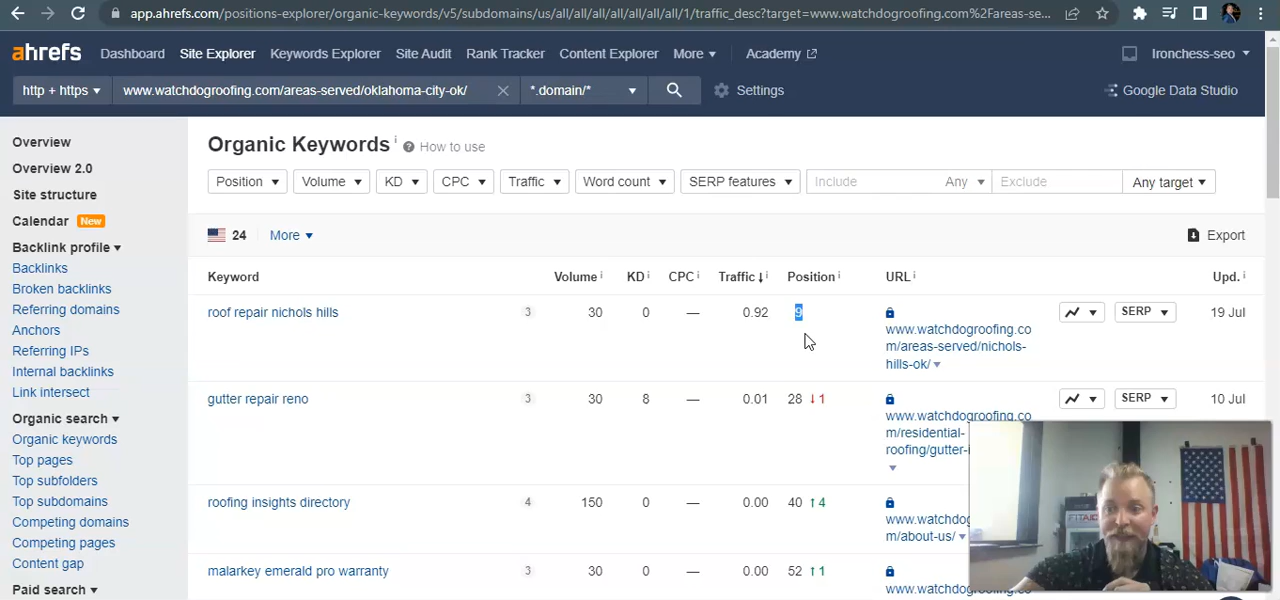 app.ahrefs.com/positions-explorer/organic-keywords/v5/subdomains/us/all/all/all/all/all/all/all/1/traffic_desc?target=www.watchdogroofing.com%2Fareas-se...
ahrefs Dashboard Site Explorer Keywords Explorer Site Audit Rank Tracker Content Explorer More Academy Ironchess-seo
http + https www.watchdogroofing.com/areas-served/oklahoma-city-ok/ *.domain/* Settings Google Data Studio
Overview
Overview 2.0
Site structure
Calendar New
Backlink profile
Backlinks
Broken backlinks
Referring domains
Anchors
Referring IPs
Internal backlinks
Link intersect
Organic search
Organic keywords
Top pages
Top subfolders
Top subdomains
Competing domains
Competing pages
Content gap
Paid search
Organic Keywords i ? How to use
Position Volume KD CPC Traffic Word count SERP features Include Any Exclude Any target
24 More Export
Keyword Volume i KD i CPC i Traffic ↓ i Position i URL i Upd. i
roof repair nichols hills 3 30 0 — 0.92 9 SERP 19 Jul
www.watchdogroofing.co
m/areas-served/nichols-
hills-ok/
gutter repair reno 3 30 8 — 0.01 28 ↓1 SERP 10 Jul
www.watchdogroofing.co
m/residential-
roofing/gutter-i
roofing insights directory 4 150 0 — 0.00 40 ↑4
www.watchdog
m/about-us/
malarkey emerald pro warranty 3 30 0 — 0.00 52 ↑1
www.watchdog